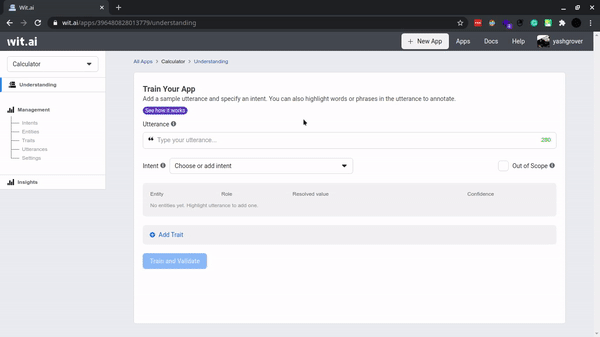 Wit.ai
wit.ai/apps/396480828013779/understanding
wit.ai
New App
Apps
Docs
Help
yashgrover
Calculator
Understanding
Management
Intents
Entities
Traits
Utterances
Settings
Insights
All Apps > Calculator > Understanding
Train Your App
Add a sample utterance and specify an intent. You can also highlight words or phrases in the utterance to annotate.
See how it works
Utterance
Type your utterance...
280
Intent
Choose or add intent
Out of Scope
Entity Role Resolved value Confidence
No entities yet. Highlight utterance to add one.
Add Trait
Train and Validate